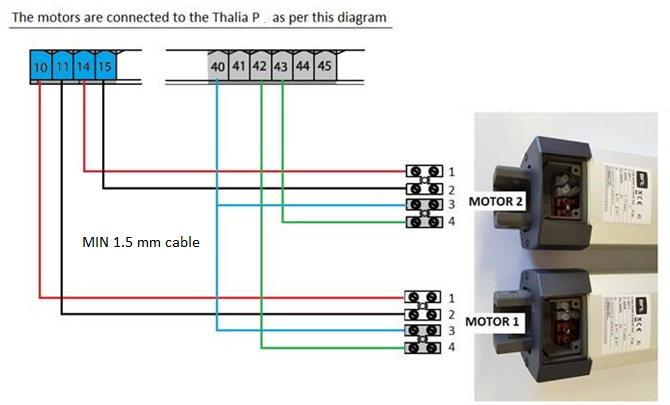 The motors are connected to the Thalia P as per this diagram
10 11 14 15
40 41 42 43 44 45
1
2
3
4
MOTOR 2
MIN 1.5 mm cable
1
2
3
4
MOTOR 1